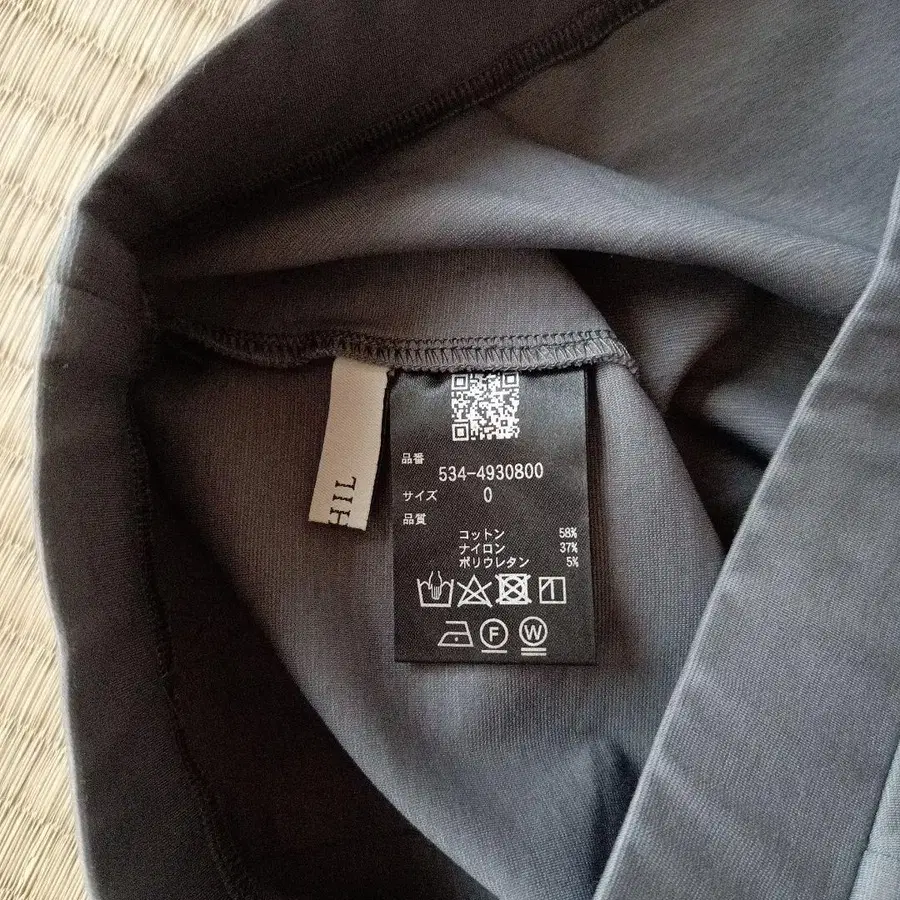 HIL
品番
534-4930800
サイズ 0
品質
コットン 58%
ナイロン 37%
ポリウレタン 5%
F W